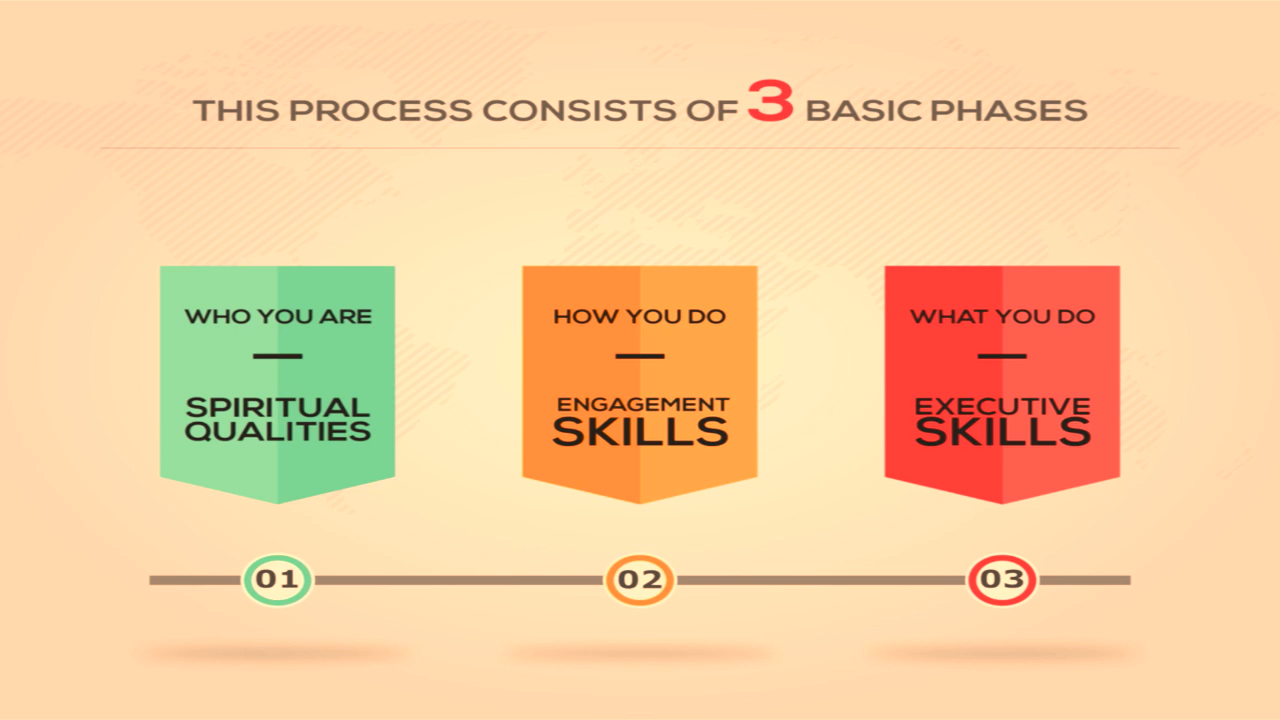 THIS PROCESS CONSISTS OF 3 BASIC PHASES
WHO YOU ARE
SPIRITUAL
QUALITIES
HOW YOU DO
ENGAGEMENT
SKILLS
WHAT YOU DO
EXECUTIVE
SKILLS
01
02
03